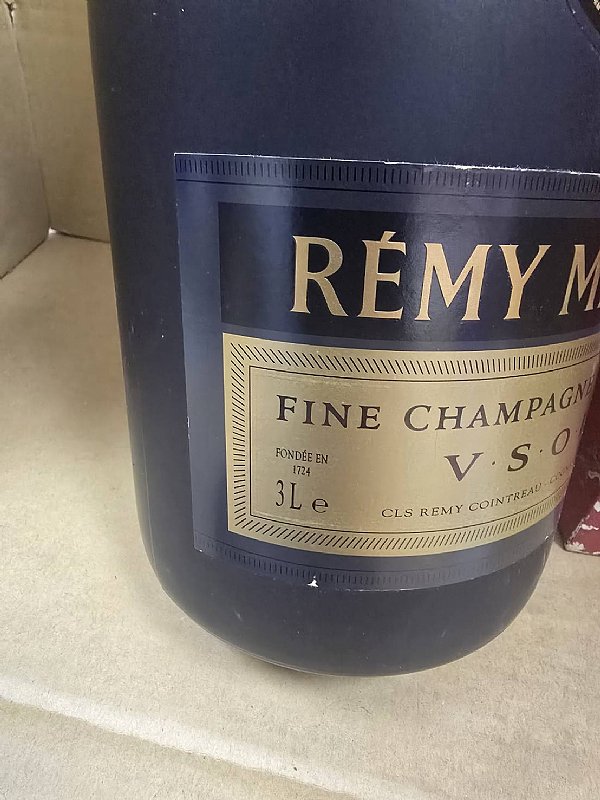 RÉMY M
FINE CHAMPAGNE
V·S·O
FONDÉE EN
1724
3L e
CLS REMY COINTREAU